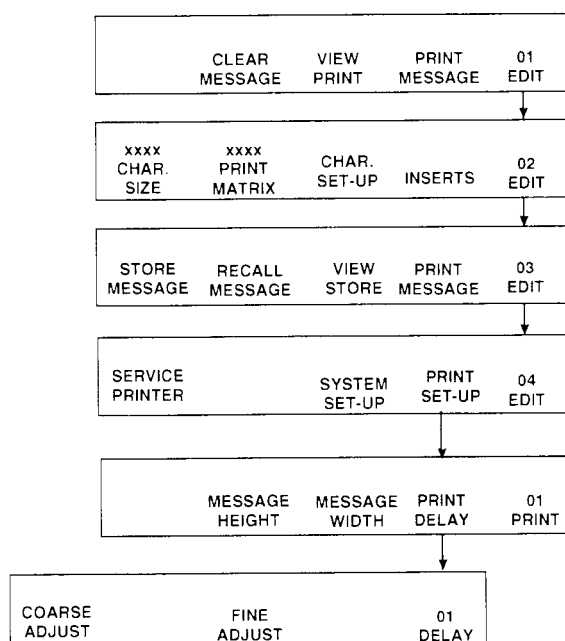 CLEAR VIEW PRINT 01
MESSAGE PRINT MESSAGE EDIT
xxxx xxxx
CHAR. PRINT CHAR. 02
SIZE MATRIX SET-UP INSERTS EDIT
STORE RECALL VIEW PRINT 03
MESSAGE MESSAGE STORE MESSAGE EDIT
SERVICE SYSTEM PRINT 04
PRINTER SET-UP SET-UP EDIT
MESSAGE MESSAGE PRINT 01
HEIGHT WIDTH DELAY PRINT
COARSE FINE 01
ADJUST ADJUST DELAY